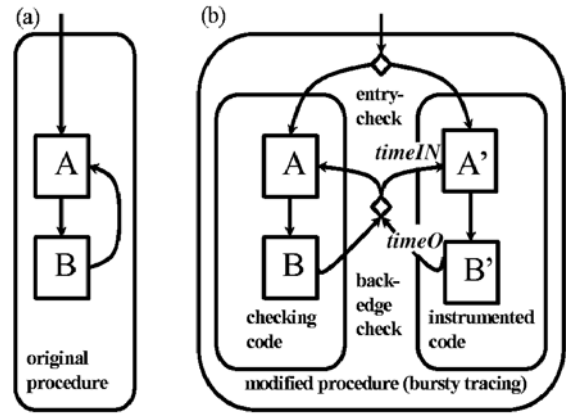 (a)
(b)
entry-
check
A
A
timeIN
A'
B
B
timeO
B'
back-
edge
check
checking
code
instrumented
code
original
procedure
modified procedure (bursty tracing)